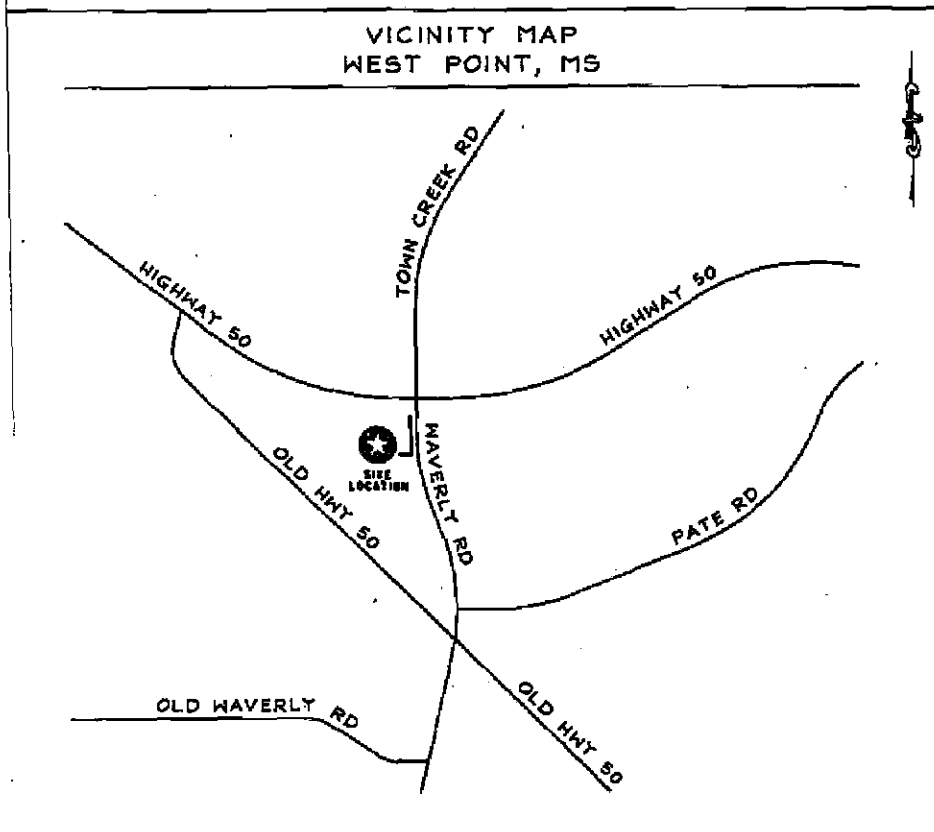 VICINITY MAP
WEST POINT, MS
TOWN CREEK RD
HIGHWAY 50
HIGHWAY 50
WAVERLY RD
SITE
LOCATION
OLD HWY 50
PATE RD
OLD WAVERLY RD
OLD HWY 50